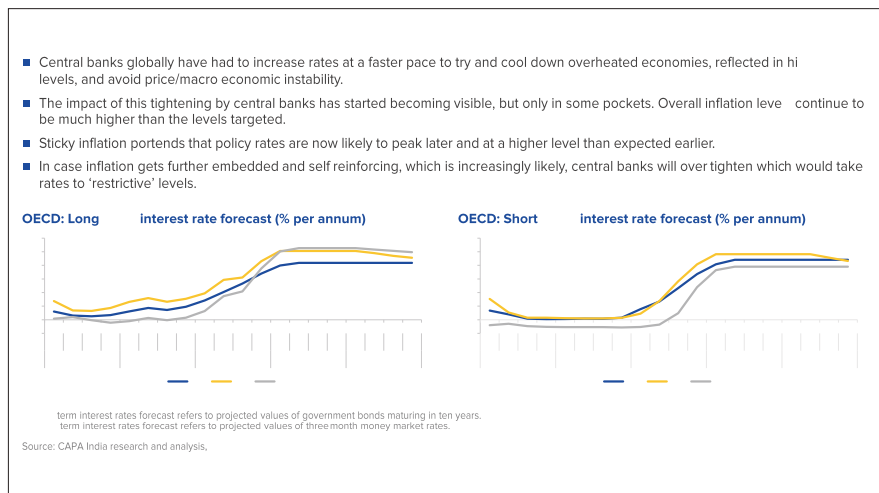 Central banks globally have had to increase rates at a faster pace to try and cool down overheated economies, reflected in hi
levels, and avoid price/macro economic instability.
The impact of this tightening by central banks has started becoming visible, but only in some pockets. Overall inflation leve continue to
be much higher than the levels targeted.
Sticky inflation portends that policy rates are now likely to peak later and at a higher level than expected earlier.
In case inflation gets further embedded and self reinforcing, which is increasingly likely, central banks will over tighten which would take
rates to ‘restrictive’ levels.
OECD: Long interest rate forecast (% per annum)
OECD: Short interest rate forecast (% per annum)
term interest rates forecast refers to projected values of government bonds maturing in ten years.
term interest rates forecast refers to projected values of three month money market rates.
Source: CAPA India research and analysis,